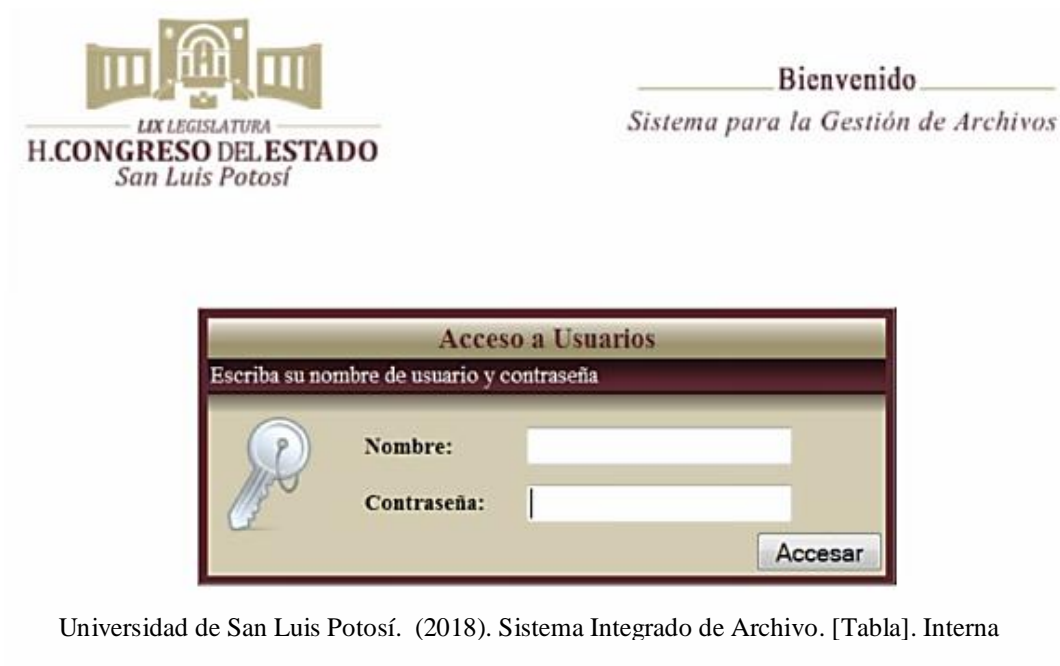 LIX LEGISLATURA
H.CONGRESO DEL ESTADO
San Luis Potosí
Bienvenido
Sistema para la Gestión de Archivos
Acceso a Usuarios
Escriba su nombre de usuario y contraseña
Nombre:
Contraseña:
Accesar
Universidad de San Luis Potosí. (2018). Sistema Integrado de Archivo. [Tabla]. Interna